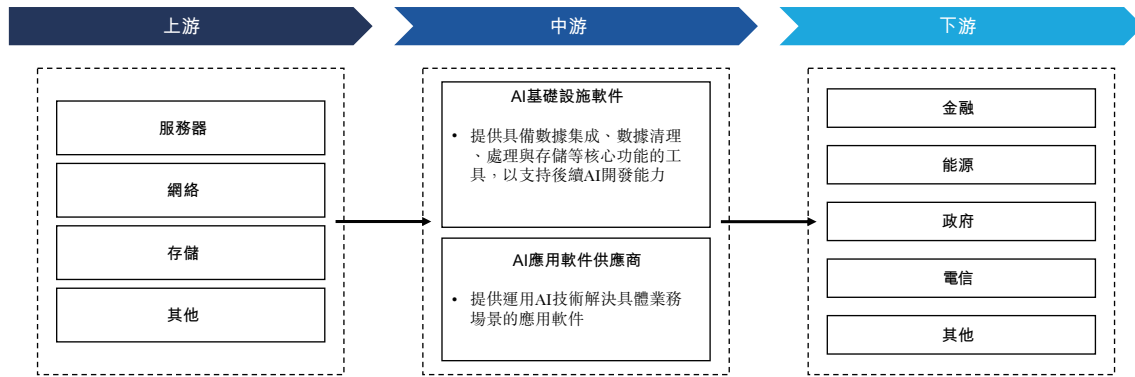 上游
中游
下游
服務器
網絡
存儲
其他
AI基礎設施軟件
• 提供具備數據集成、數據清理
、處理與存儲等核心功能的工
具，以支持後續AI開發能力
AI應用軟件供應商
• 提供運用AI技術解決具體業務
場景的應用軟件
金融
能源
政府
電信
其他